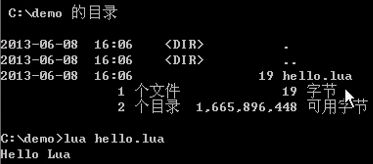 C:\demo 的目录
2013-06-08  16:06    <DIR>          .
2013-06-08  16:06    <DIR>          ..
2013-06-08  16:06                19 hello.lua
1 个文件             19 字节
2 个目录  1,665,896,448 可用字节
C:\demo>lua hello.lua
Hello Lua